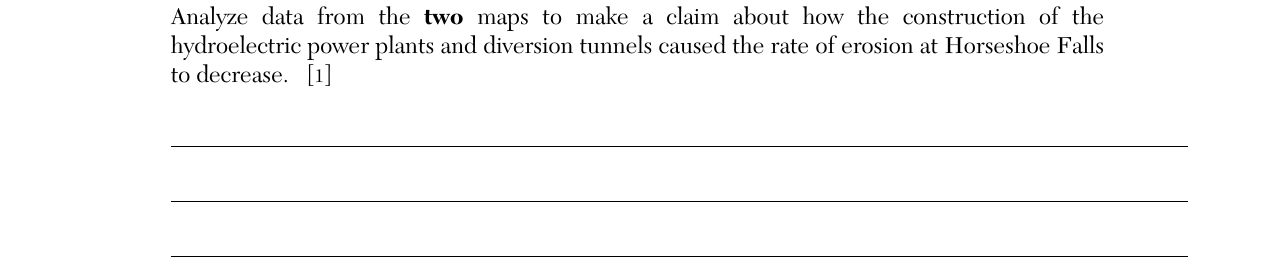 Analyze data from the two maps to make a claim about how the construction of the
hydroelectric power plants and diversion tunnels caused the rate of erosion at Horseshoe Falls
to decrease. [1]